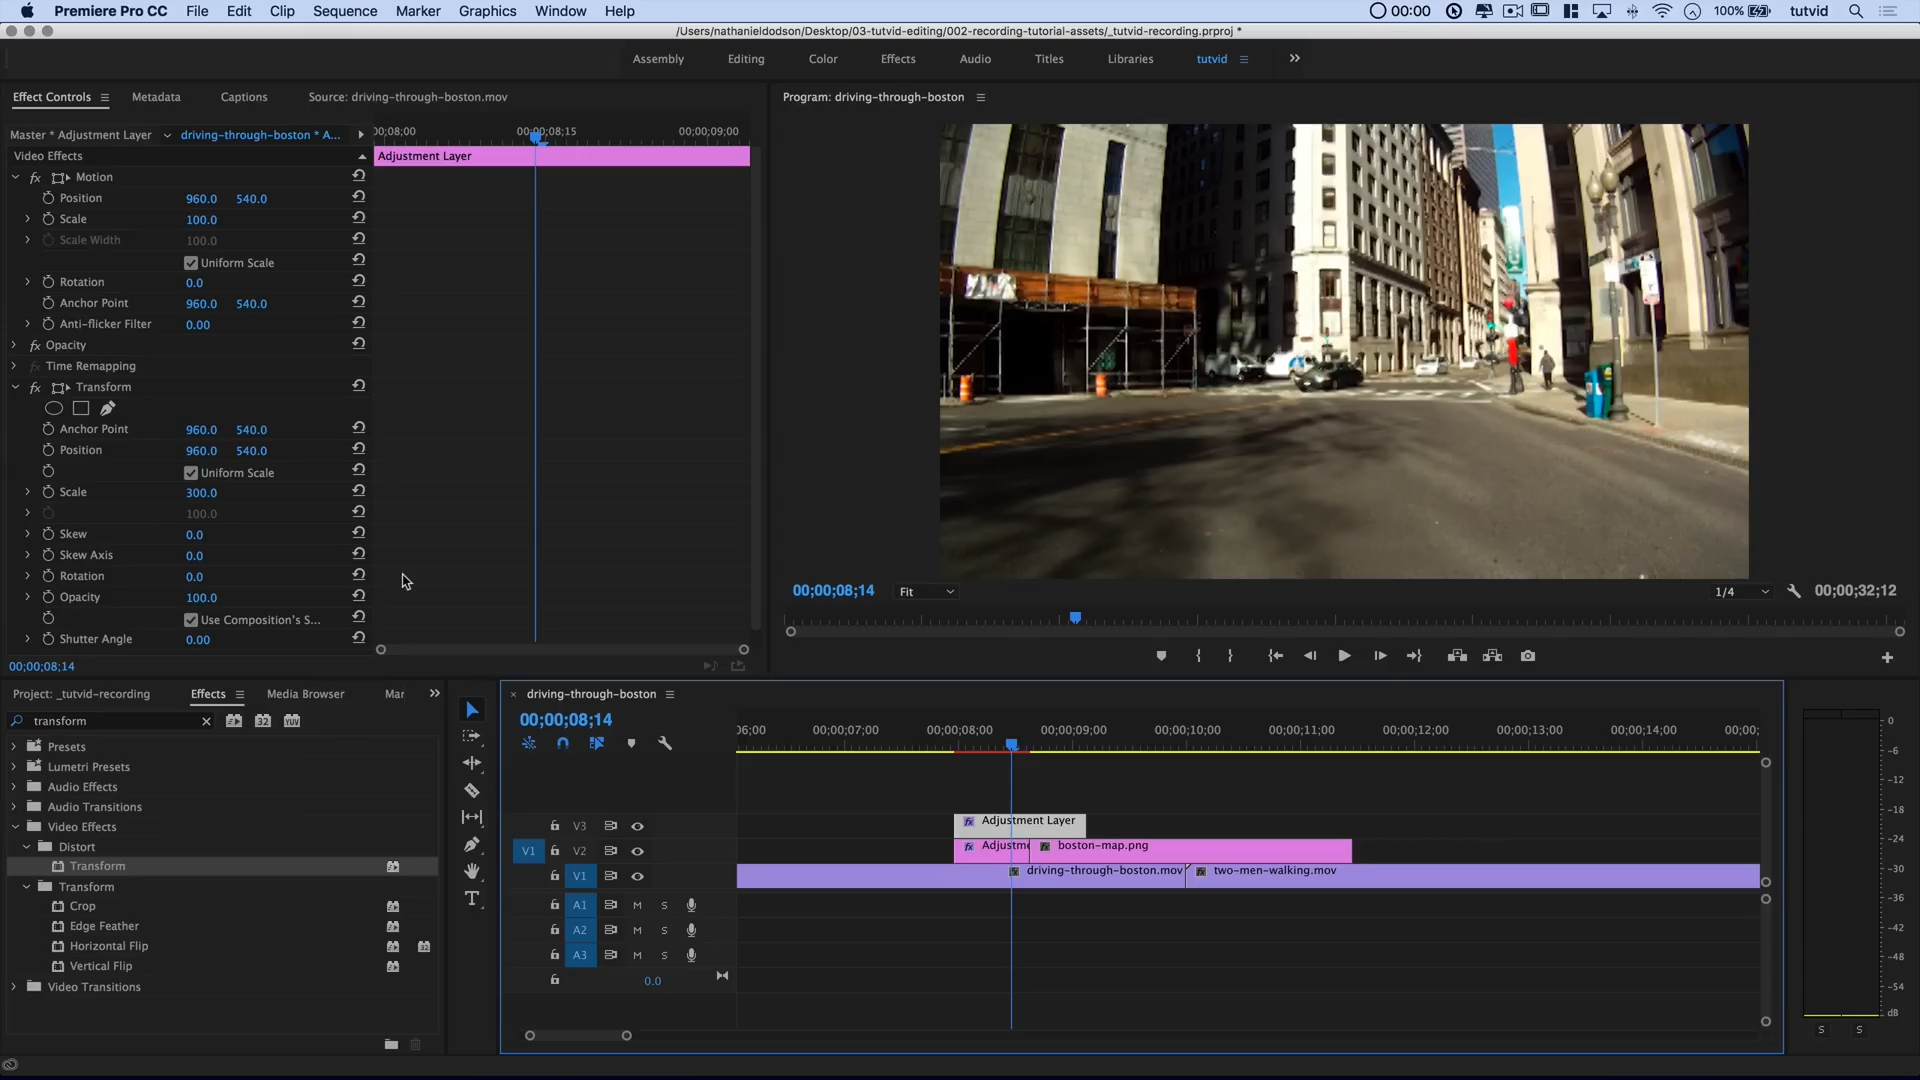 Premiere Pro CC File Edit Clip Sequence Marker Graphics Window Help 00:00 100% tutvid
/Users/nathanieldodson/Desktop/03-tutvid-editing/002-recording-tutorial-assets/_tutvid-recording.prproj *
Assembly Editing Color Effects Audio Titles Libraries tutvid
Effect Controls Metadata Captions Source: driving-through-boston.mov
Program: driving-through-boston
Master * Adjustment Layer driving-through-boston * A...
00;00;08;15 00;00;09;00
Video Effects
Adjustment Layer
fx Motion
Position 960.0 540.0
Scale 100.0
Scale Width 100.0
Uniform Scale
Rotation 0.0
Anchor Point 960.0 540.0
Anti-flicker Filter 0.00
fx Opacity
fx Time Remapping
fx Transform
Anchor Point 960.0 540.0
Position 960.0 540.0
Uniform Scale
Scale 300.0
100.0
Skew 0.0
Skew Axis 0.0
Rotation 0.0
Opacity 100.0
Use Composition's S...
Shutter Angle 0.00
00;00;08;14
00;00;08;14 Fit 1/4 00;00;32;12
Project: _tutvid-recording Effects Media Browser Mar
transform
32 YUV
Presets
Lumetri Presets
Audio Effects
Audio Transitions
Video Effects
Distort
Transform
Transform
Crop
Edge Feather
Horizontal Flip
32
Vertical Flip
Video Transitions
T
driving-through-boston
00;00;08;14
06;00 00;00;07;00 00;00;08;00 00;00;09;00 00;00;10;00 00;00;11;00 00;00;12;00 00;00;13;00 00;00;14;00 00;00;
V3 fx Adjustment Layer
V1 V2 fx Adjustme fx boston-map.png
V1 fx driving-through-boston.mov fx two-men-walking.mov
A1 M S
A2 M S
A3 M S
0.0
0
-6
-12
-18
-24
-30
-36
-42
-48
-54
dB
S S